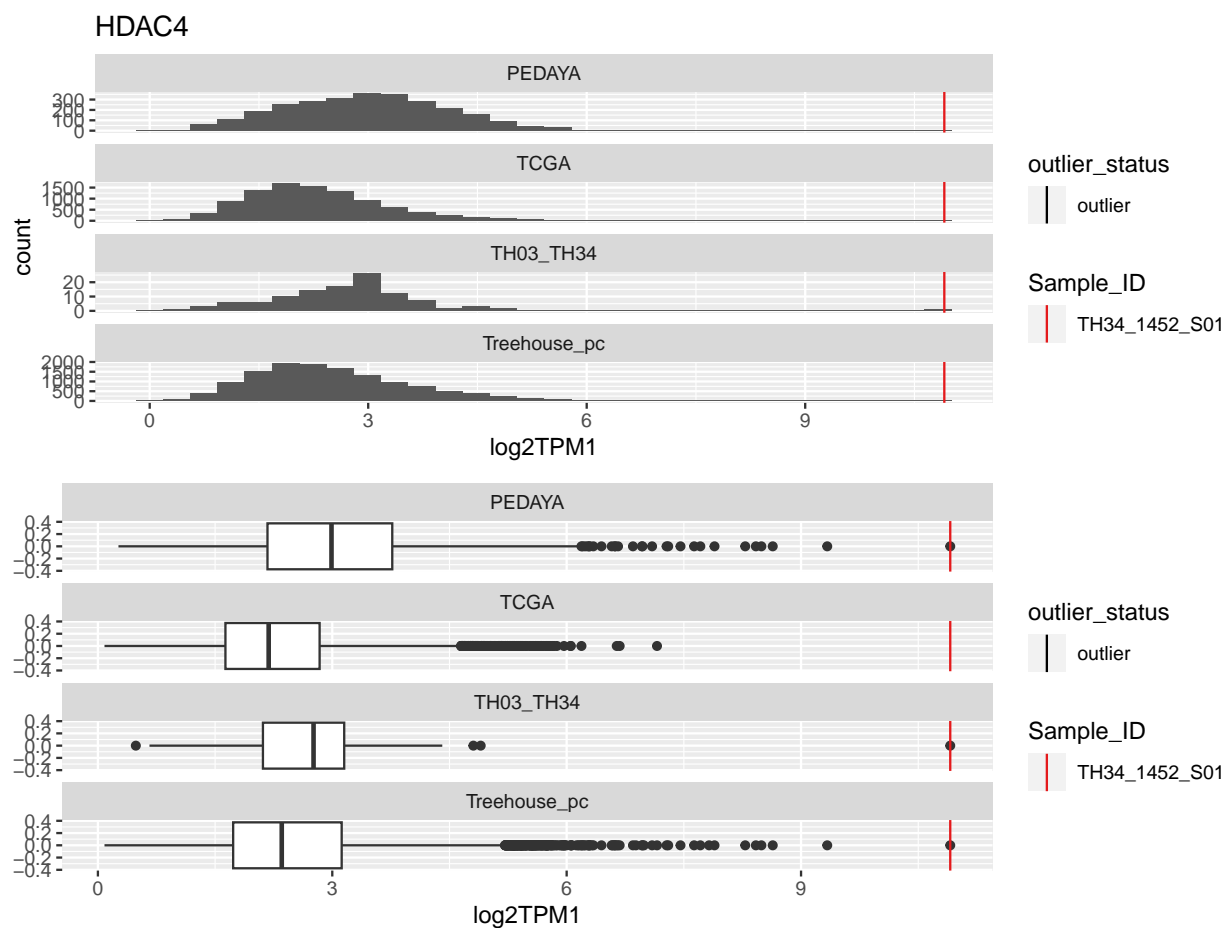 HDAC4
PEDAYA
300
200
100
0
TCGA
1500
1000
500
0
TH03_TH34
20
10
0
Treehouse_pc
2000
1500
1000
500
0
count
0 3 6 9
log2TPM1
outlier_status
outlier
Sample_ID
TH34_1452_S01
PEDAYA
0.4
0.2
0.0
−0.2
−0.4
TCGA
0.4
0.2
0.0
−0.2
−0.4
TH03_TH34
0.4
0.2
0.0
−0.2
−0.4
Treehouse_pc
0.4
0.2
0.0
−0.2
−0.4
0 3 6 9
log2TPM1
outlier_status
outlier
Sample_ID
TH34_1452_S01